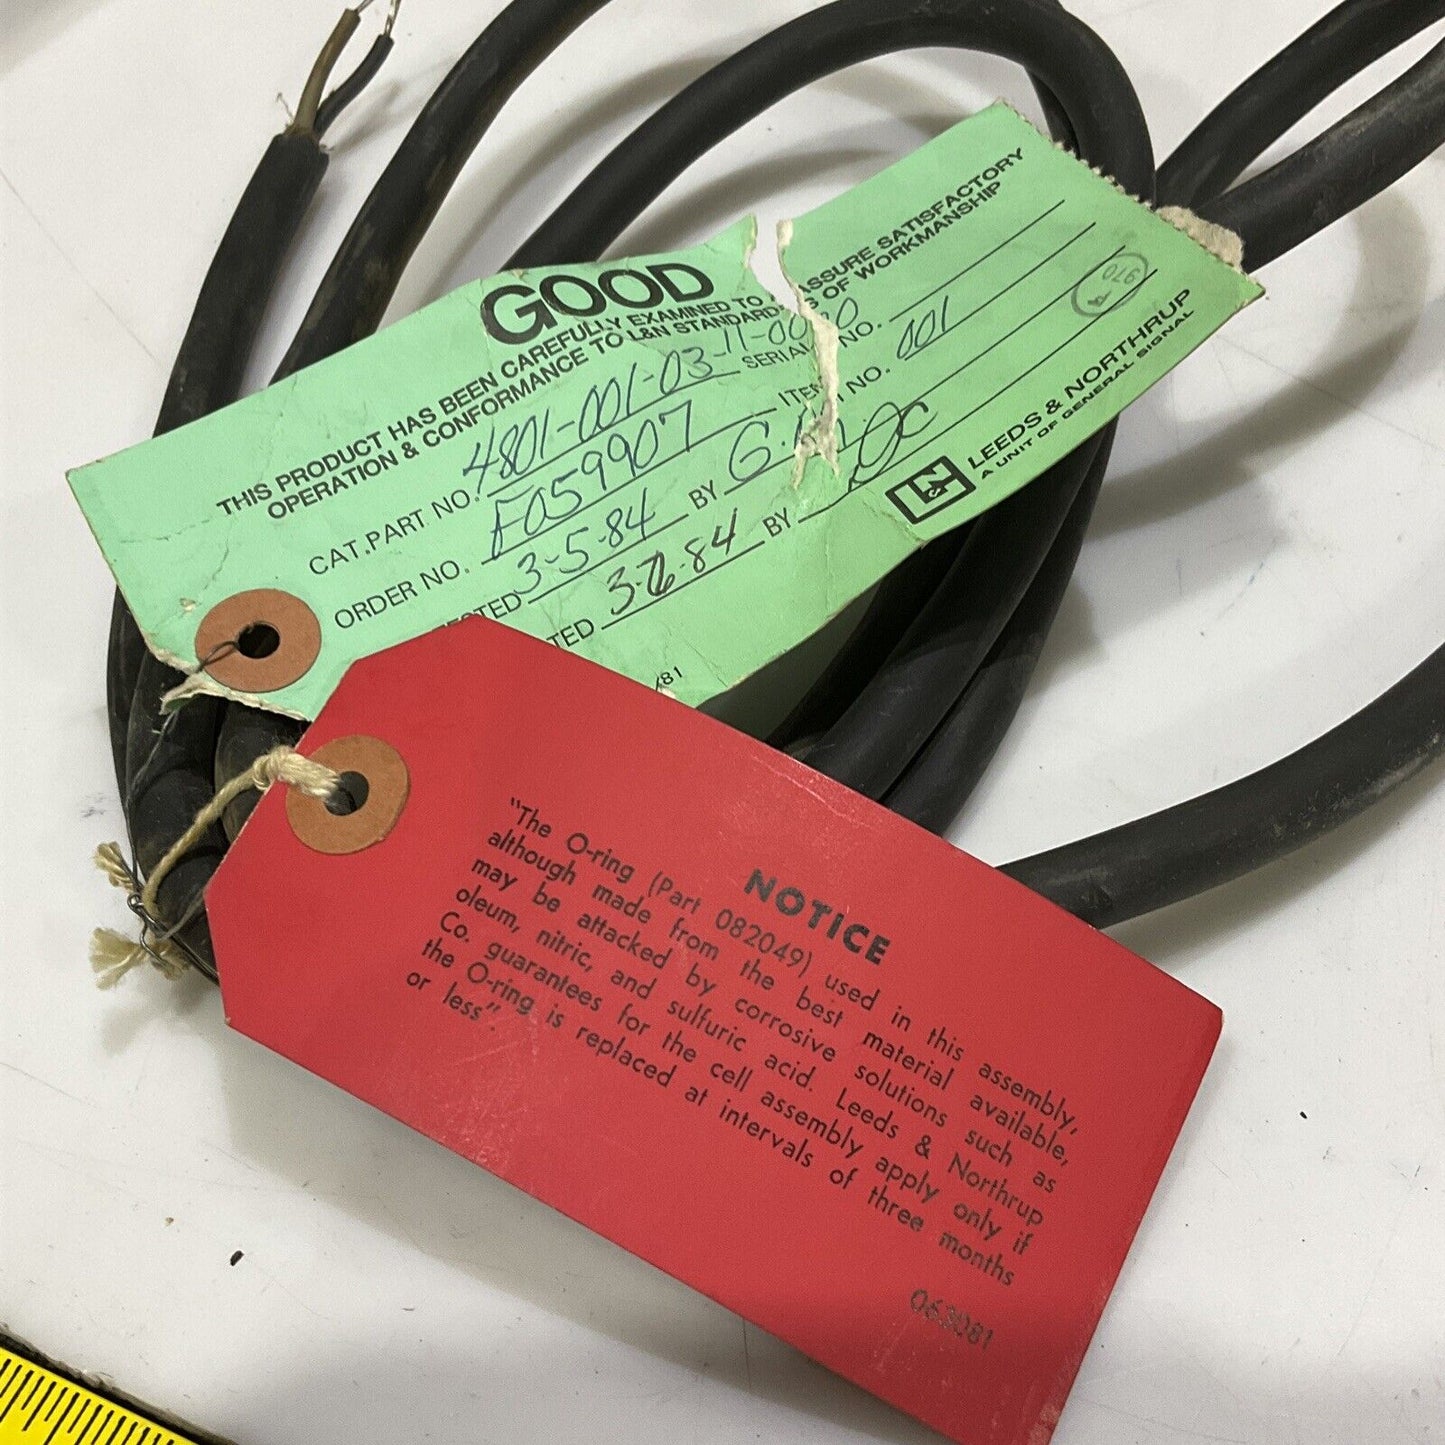 GOOD
THIS PRODUCT HAS BEEN CAREFULLY EXAMINED TO ASSURE SATISFACTORY
OPERATION & CONFORMANCE TO L&N STANDARDS OF WORKMANSHIP
CAT. PART NO. 4801-001-03-11-0000 SERIAL NO.
ORDER NO. F059907 ITEM NO. 001
3-5-84 BY G.M.
3-6-84 BY
/81
970
L&N
LEEDS & NORTHRUP
A UNIT OF GENERAL SIGNAL
NOTICE
"The O-ring (Part 082049) used in this assembly,
although made from the best material available,
may be attacked by corrosive solutions such as
oleum, nitric, and sulfuric acid. Leeds & Northrup
Co. guarantees for the cell assembly apply only if
the O-ring is replaced at intervals of three months
or less".
063081